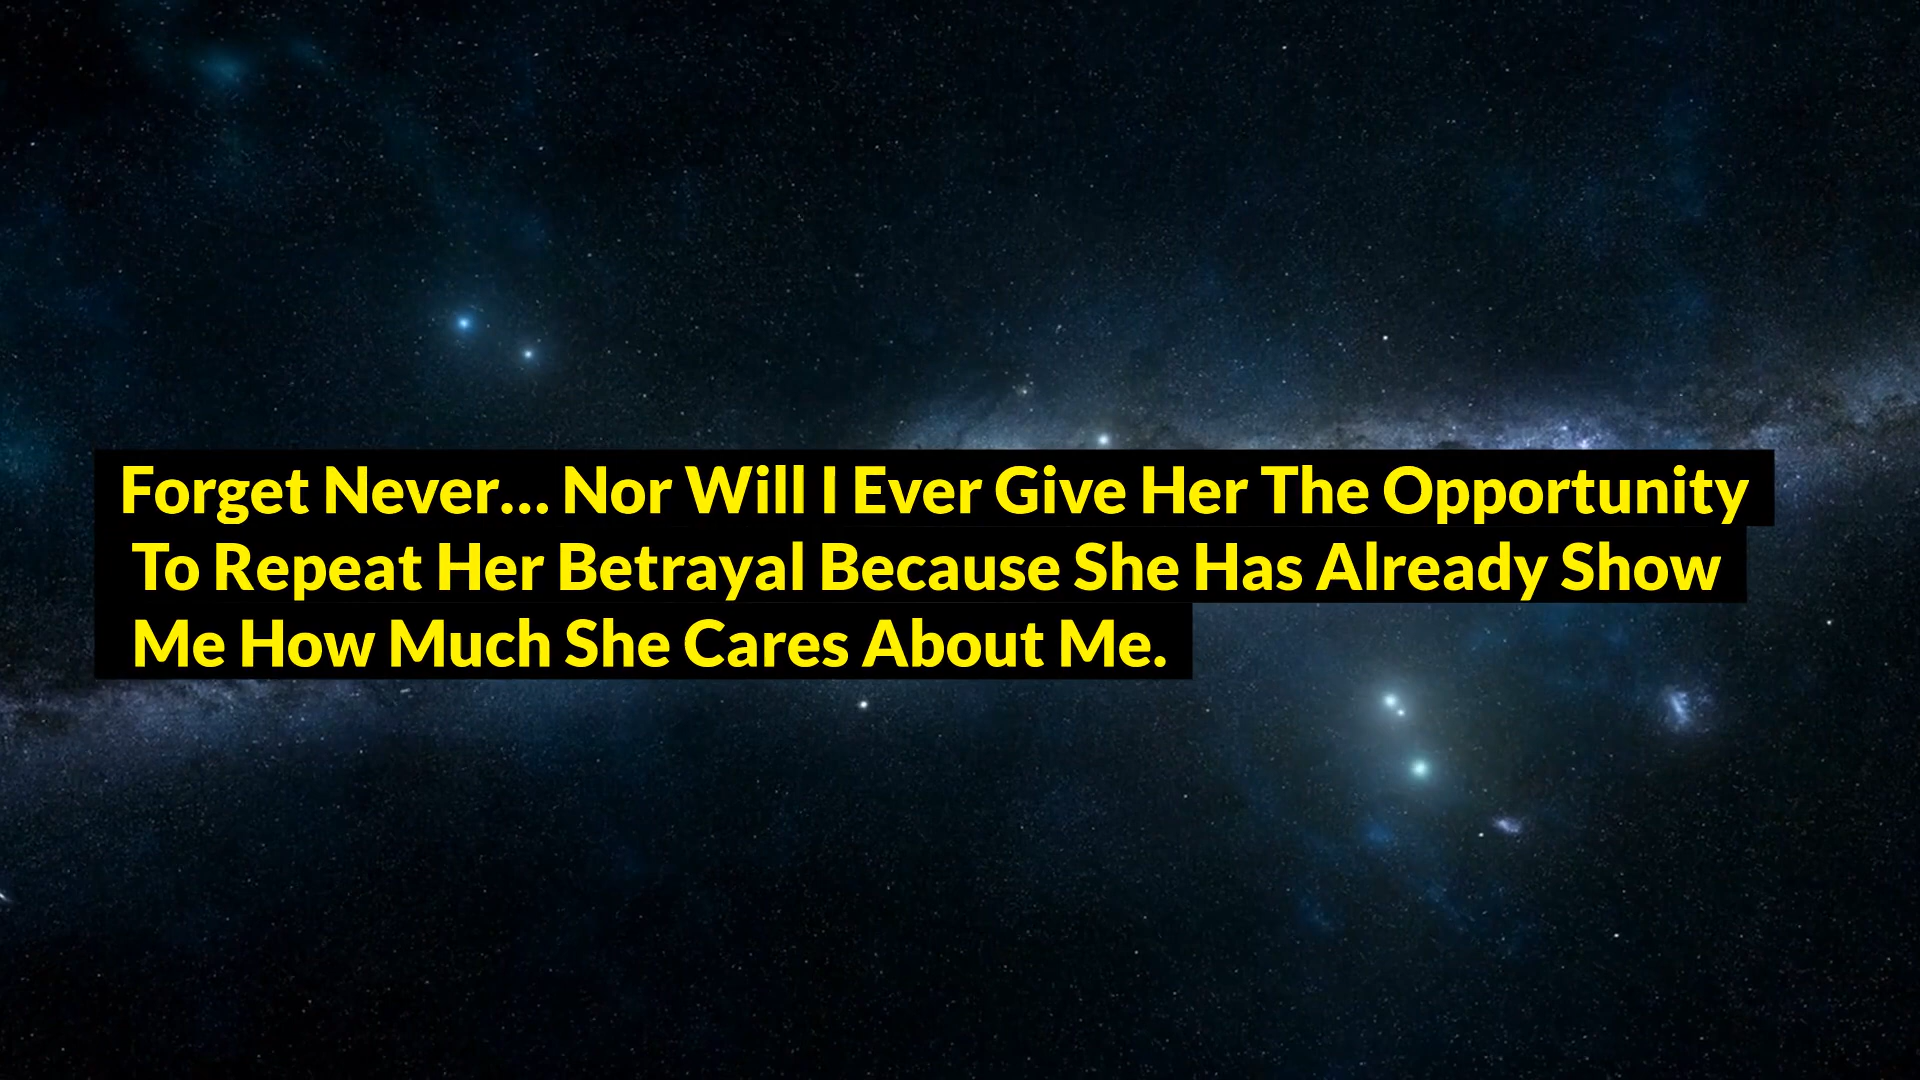 Forget Never... Nor Will I Ever Give Her The Opportunity
To Repeat Her Betrayal Because She Has Already Show
Me How Much She Cares About Me.